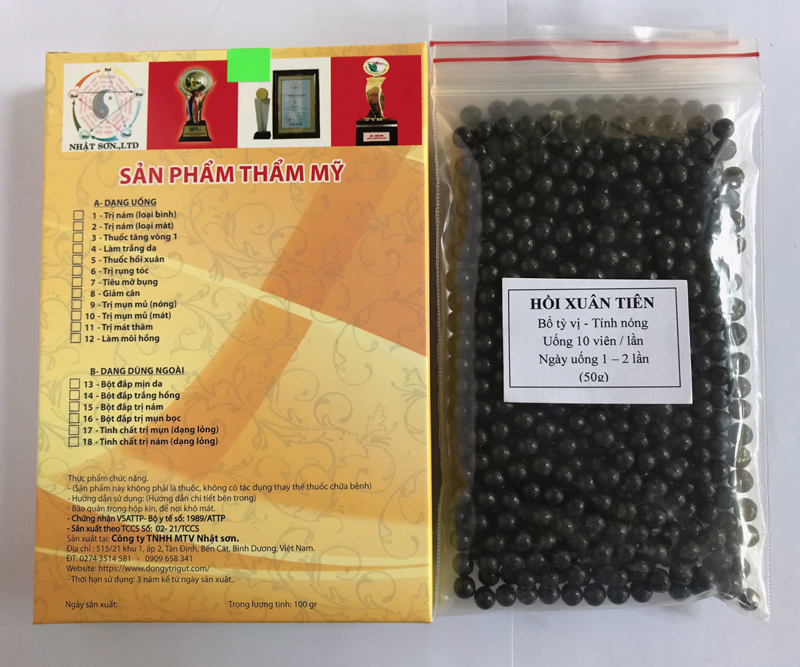 NHẬT SƠN.,LTD
SẢN PHẨM THẨM MỸ
A- DẠNG UỐNG
1 - Trị nám (loại bình)
2 - Trị nám (loại mát)
3 - Thuốc tăng vòng 1
4 - Làm trắng da
5 - Thuốc hồi xuân
6 - Trị rụng tóc
7 - Tiêu mỡ bụng
8 - Giảm cân
9 - Trị mụn mủ (nóng)
10 - Trị mụn mủ (mát)
11 - Trị mát thâm
12 - Làm môi hồng
B - DẠNG DÙNG NGOÀI
13 - Bột đắp mịn da
14 - Bột đắp trắng hồng
15 - Bột đắp trị nám
16 - Bột đắp trị mụn bọc
17 - Tinh chất trị mụn (dạng lỏng)
18 - Tinh chất trị nám (dạng lỏng)
Thực phẩm chức năng.
- (Sản phẩm này không phải là thuốc, không có tác dụng thay thế thuốc chữa bệnh)
- Hướng dẫn sử dụng: (Hướng dẫn chi tiết bên trong)
- Bảo quản trong hộp kín, để nơi khô mát.
- Chứng nhận VSATTP- Bộ y tế số: 1989/ATTP
- Sản xuất theo TCCS Số: 02- 21/TCCS
Sản xuất tại: Công ty TNHH MTV Nhật sơn.
Địa chỉ : 515/21 khu 1, ấp 2, Tân Định, Bến Cát, Bình Dương, Việt Nam.
ĐT: 0274 3514 581 - 0909 658 341
Website: https://www.dongytrigut.com/
- Thời hạn sử dụng: 3 năm kể từ ngày sản xuất.
Ngày sản xuất:
Trọng lượng tịnh: 100 gr
HỒI XUÂN TIÊN
Bổ tỳ vị - Tính nóng
Uống 10 viên / lần
Ngày uống 1 – 2 lần
(50g)